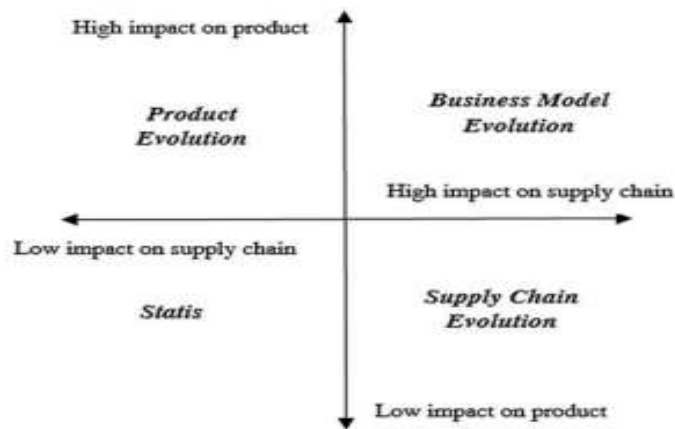 High impact on product
Product
Evolution
Business Model
Evolution
High impact on supply chain
Low impact on supply chain
Statis
Supply Chain
Evolution
Low impact on product